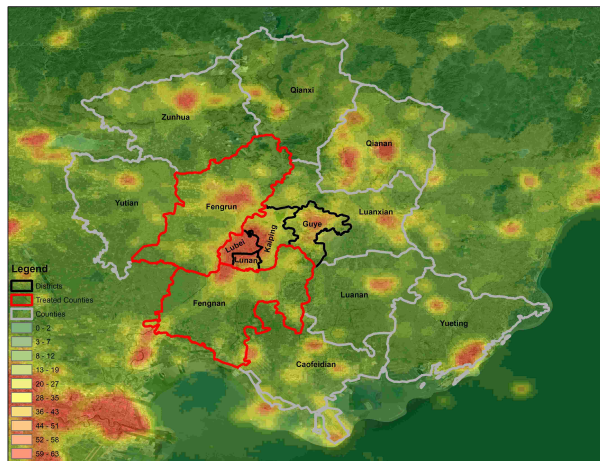 Qianxi
Zunhua
Qianan
Yutian
Fengrun
Luanxian
Guye
Kaiping
Lubei
Lunan
Legend
Districts
Treated Counties
Counties
0 - 2
3 - 7
8 - 12
13 - 19
20 - 27
28 - 35
36 - 43
44 - 51
52 - 58
59 - 63
Fengnan
Luanan
Yueting
Caofeidian